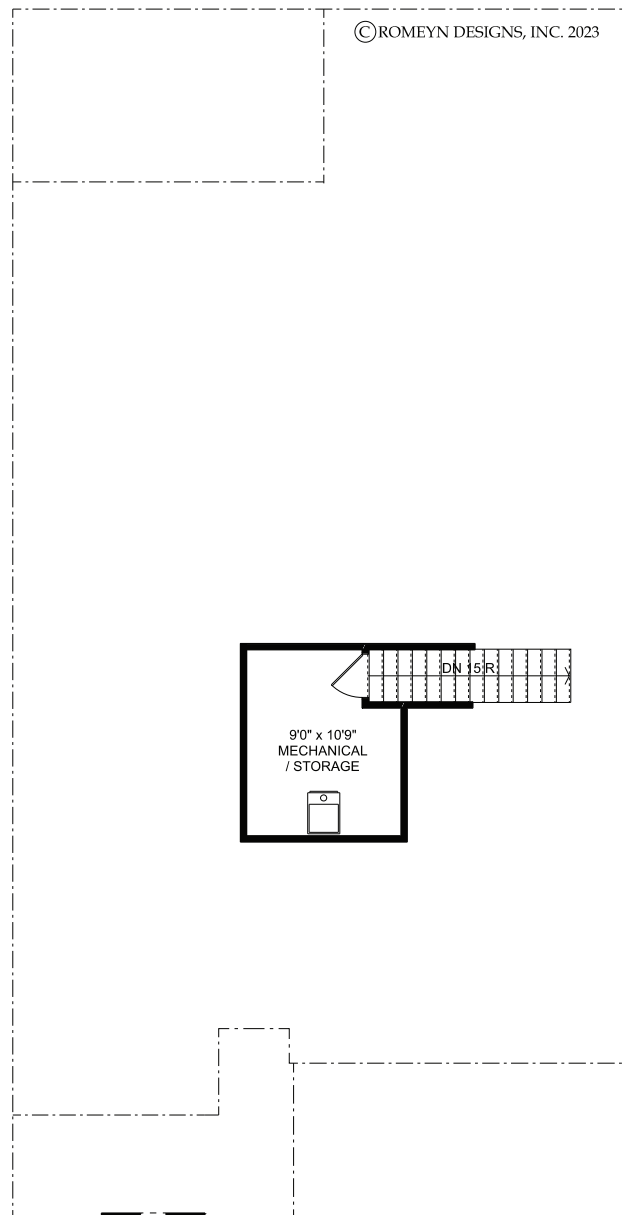 ©ROMEYN DESIGNS, INC. 2023
DN 15 R
9'0" x 10'9"
MECHANICAL
/ STORAGE